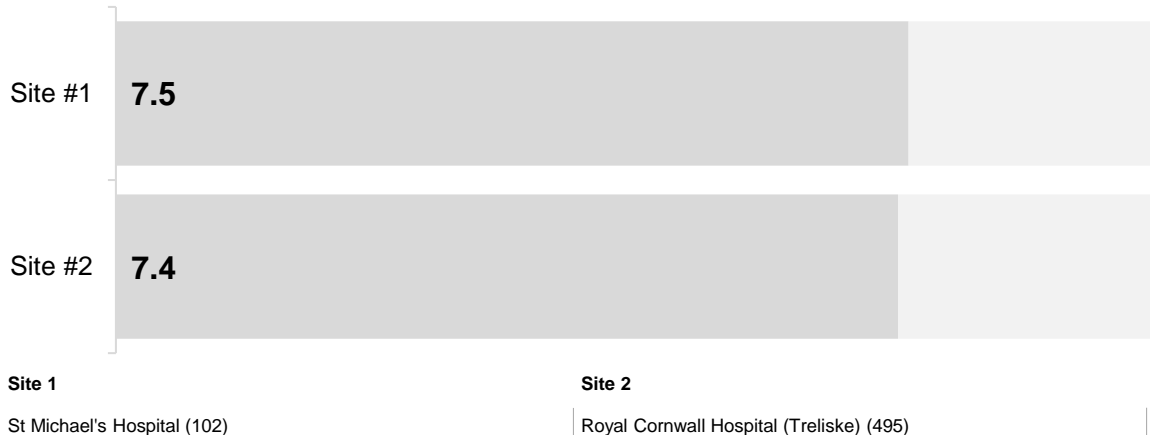 Site #1 7.5
Site #2 7.4
Site 1 Site 2
St Michael's Hospital (102) Royal Cornwall Hospital (Treliske) (495)